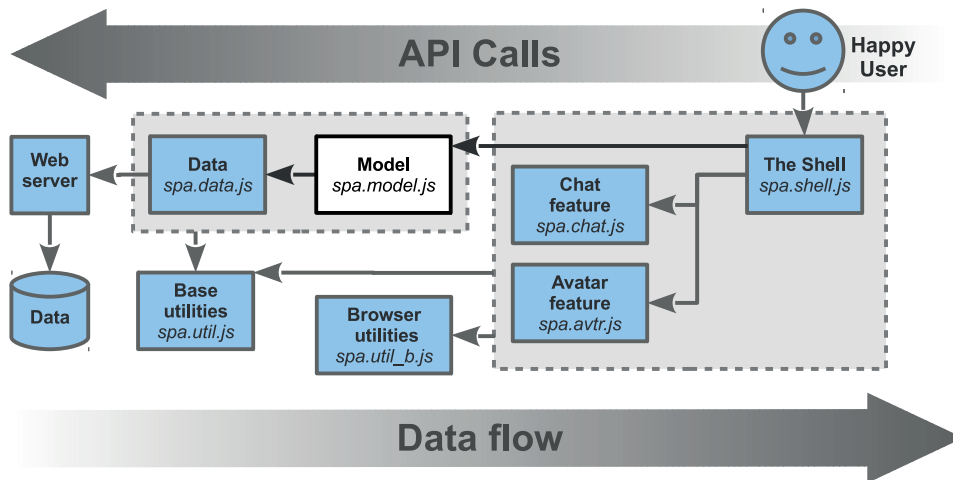 API Calls
Happy
User
Web
server
Data
spa.data.js
Model
spa.model.js
The Shell
spa.shell.js
Chat
feature
spa.chat.js
Data
Base
utilities
spa.util.js
Browser
utilities
spa.util_b.js
Avatar
feature
spa.avtr.js
Data flow